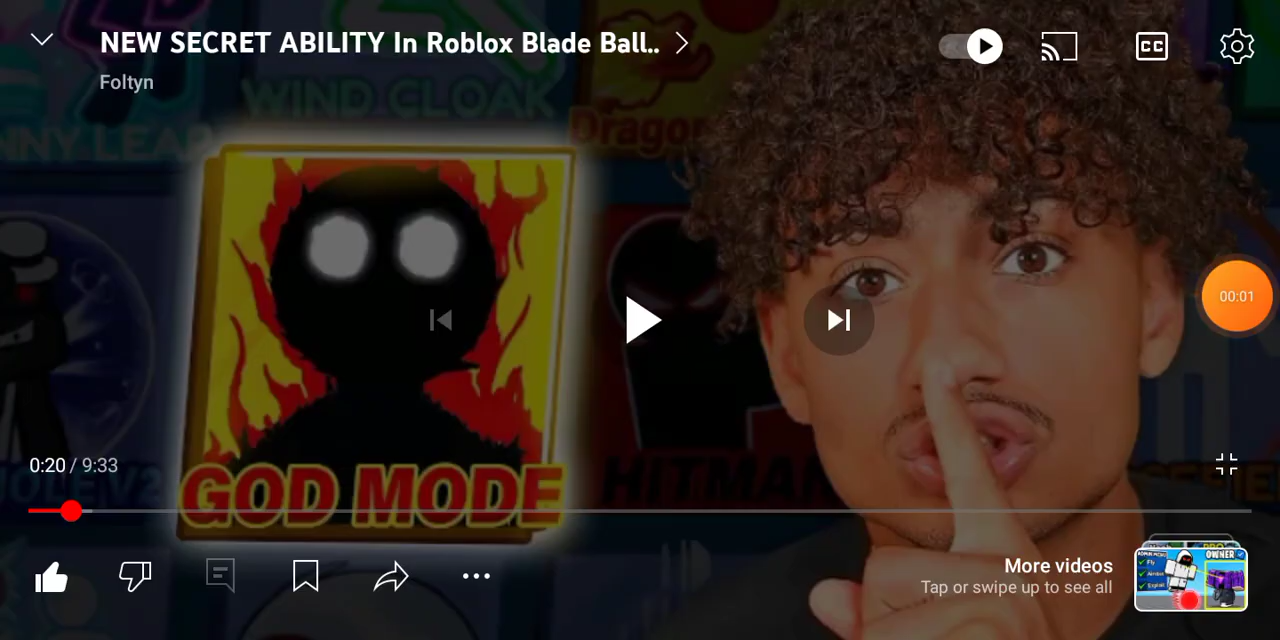 NEW SECRET ABILITY In Roblox Blade Ball..
Foltyn
CC
WIND CLOAK
Dragon
GOD MODE
HITMAN
00:01
0:20 / 9:33
More videos
Tap or swipe up to see all
OWNER